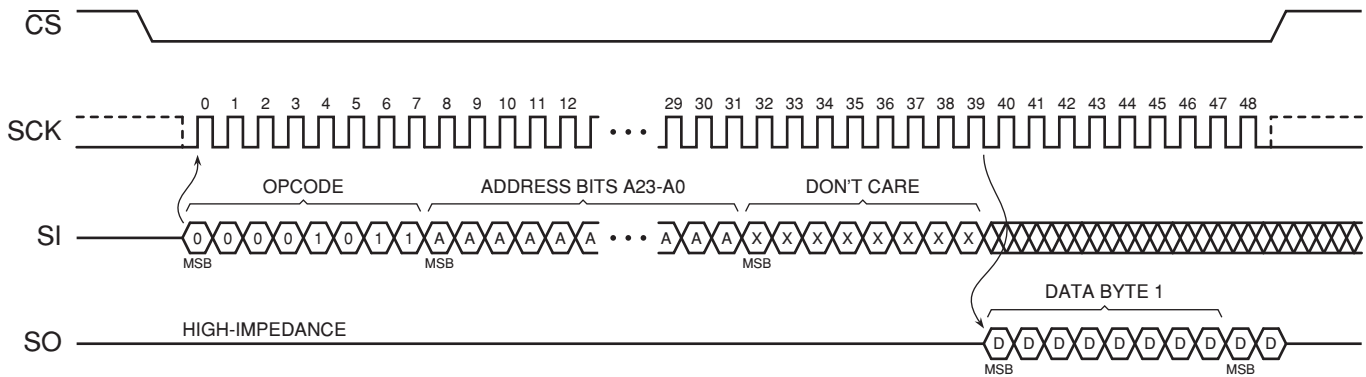 CS
0 1 2 3 4 5 6 7 8 9 10 11 12 29 30 31 32 33 34 35 36 37 38 39 40 41 42 43 44 45 46 47 48
SCK
OPCODE ADDRESS BITS A23-A0 DON'T CARE
SI 0 0 0 0 1 0 1 1 A A A A A A A A A X X X X X X X X
MSB MSB MSB
DATA BYTE 1
HIGH-IMPEDANCE
SO D D D D D D D D D D
MSB MSB